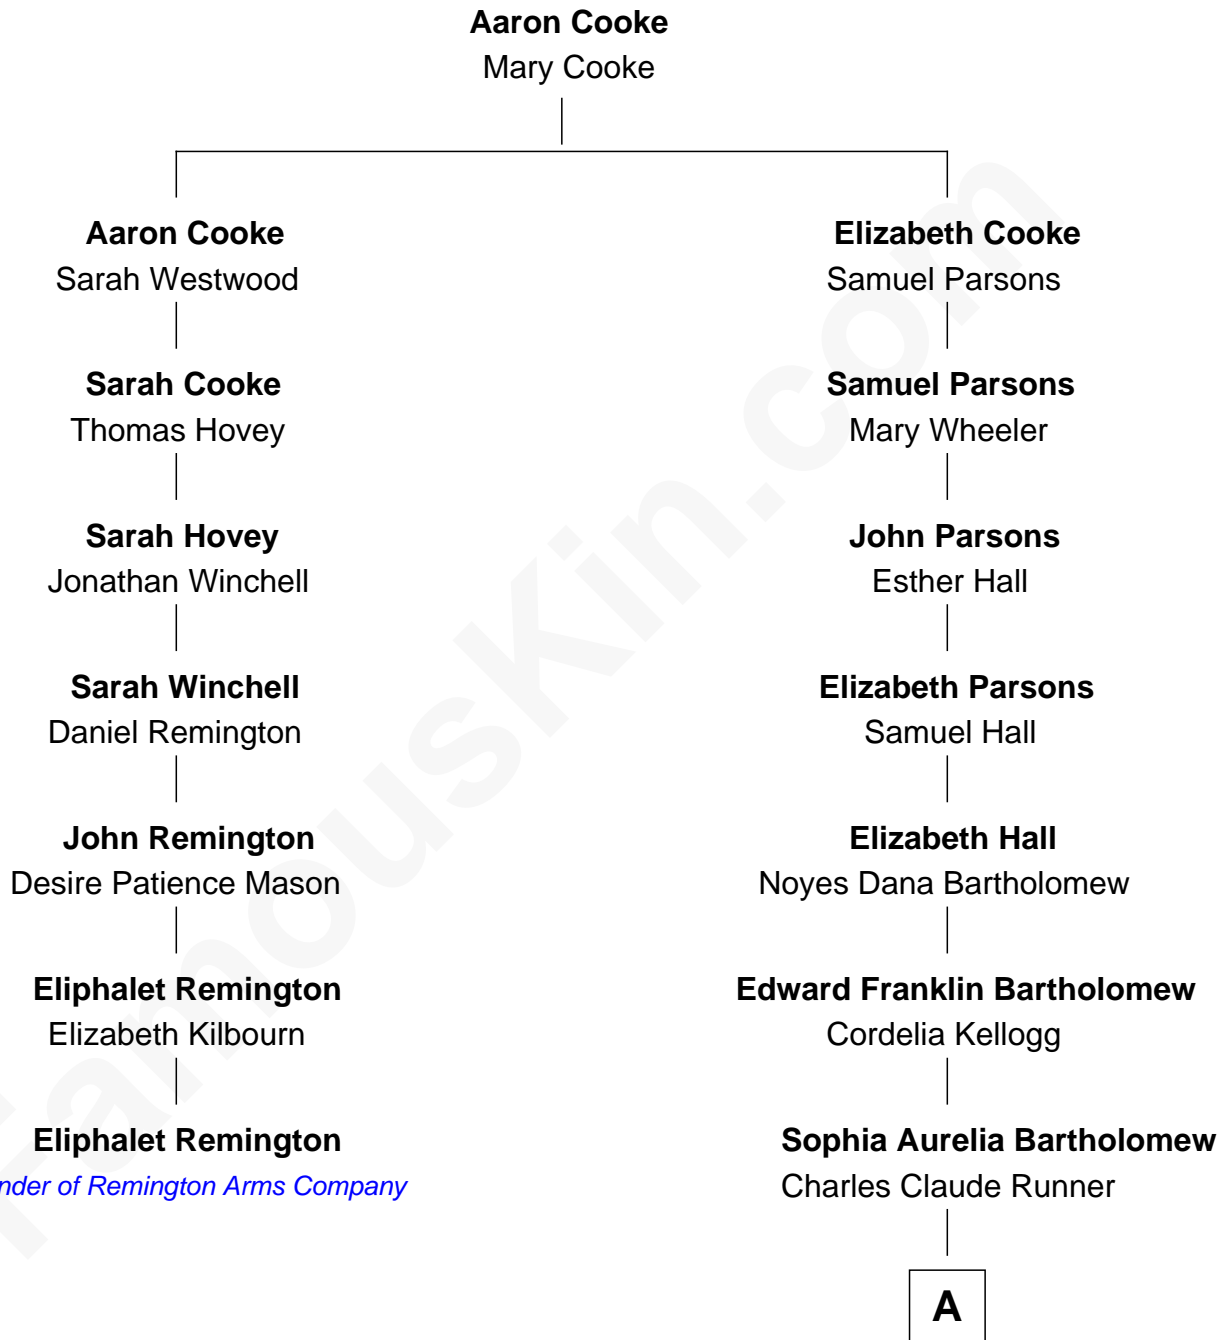 Aaron Cooke
Mary Cooke
Aaron Cooke
Sarah Westwood
Elizabeth Cooke
Samuel Parsons
Sarah Cooke
Thomas Hovey
Samuel Parsons
Mary Wheeler
Sarah Hovey
Jonathan Winchell
John Parsons
Esther Hall
Sarah Winchell
Daniel Remington
Elizabeth Parsons
Samuel Hall
John Remington
Desire Patience Mason
Elizabeth Hall
Noyes Dana Bartholomew
Eliphalet Remington
Elizabeth Kilbourn
Edward Franklin Bartholomew
Cordelia Kellogg
Eliphalet Remington
nder of Remington Arms Company
Sophia Aurelia Bartholomew
Charles Claude Runner
A
FamousKin.com